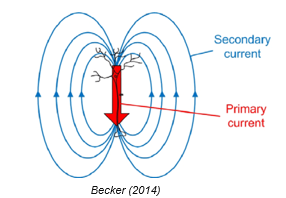 Secondary
current
Primary
current
Becker (2014)